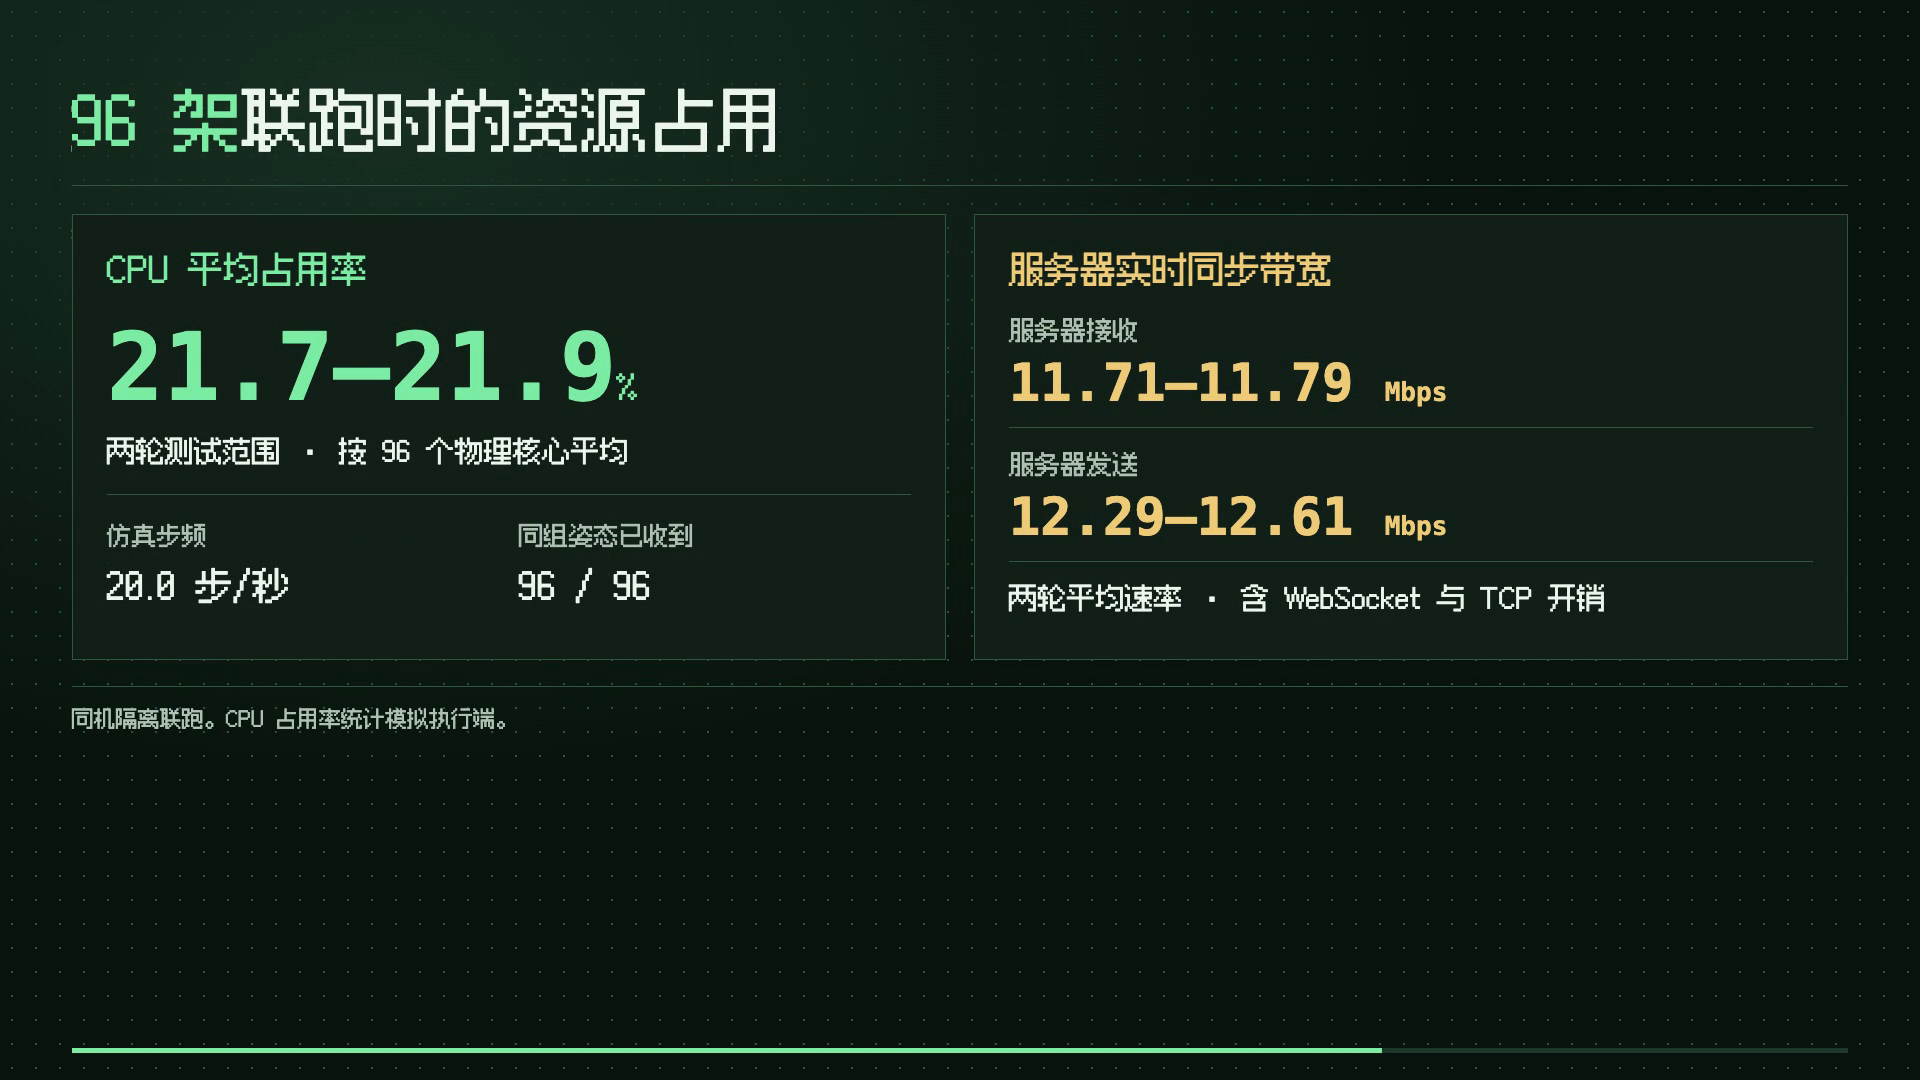 96 架联跑时的资源占用
CPU 平均占用率
21.7–21.9%
两轮测试范围 · 按 96 个物理核心平均
仿真步频
20.0 步/秒
同组姿态已收到
96 / 96
服务器实时同步带宽
服务器接收
11.71–11.79 Mbps
服务器发送
12.29–12.61 Mbps
两轮平均速率 · 含 WebSocket 与 TCP 开销
同机隔离联跑。CPU 占用率统计模拟执行端。